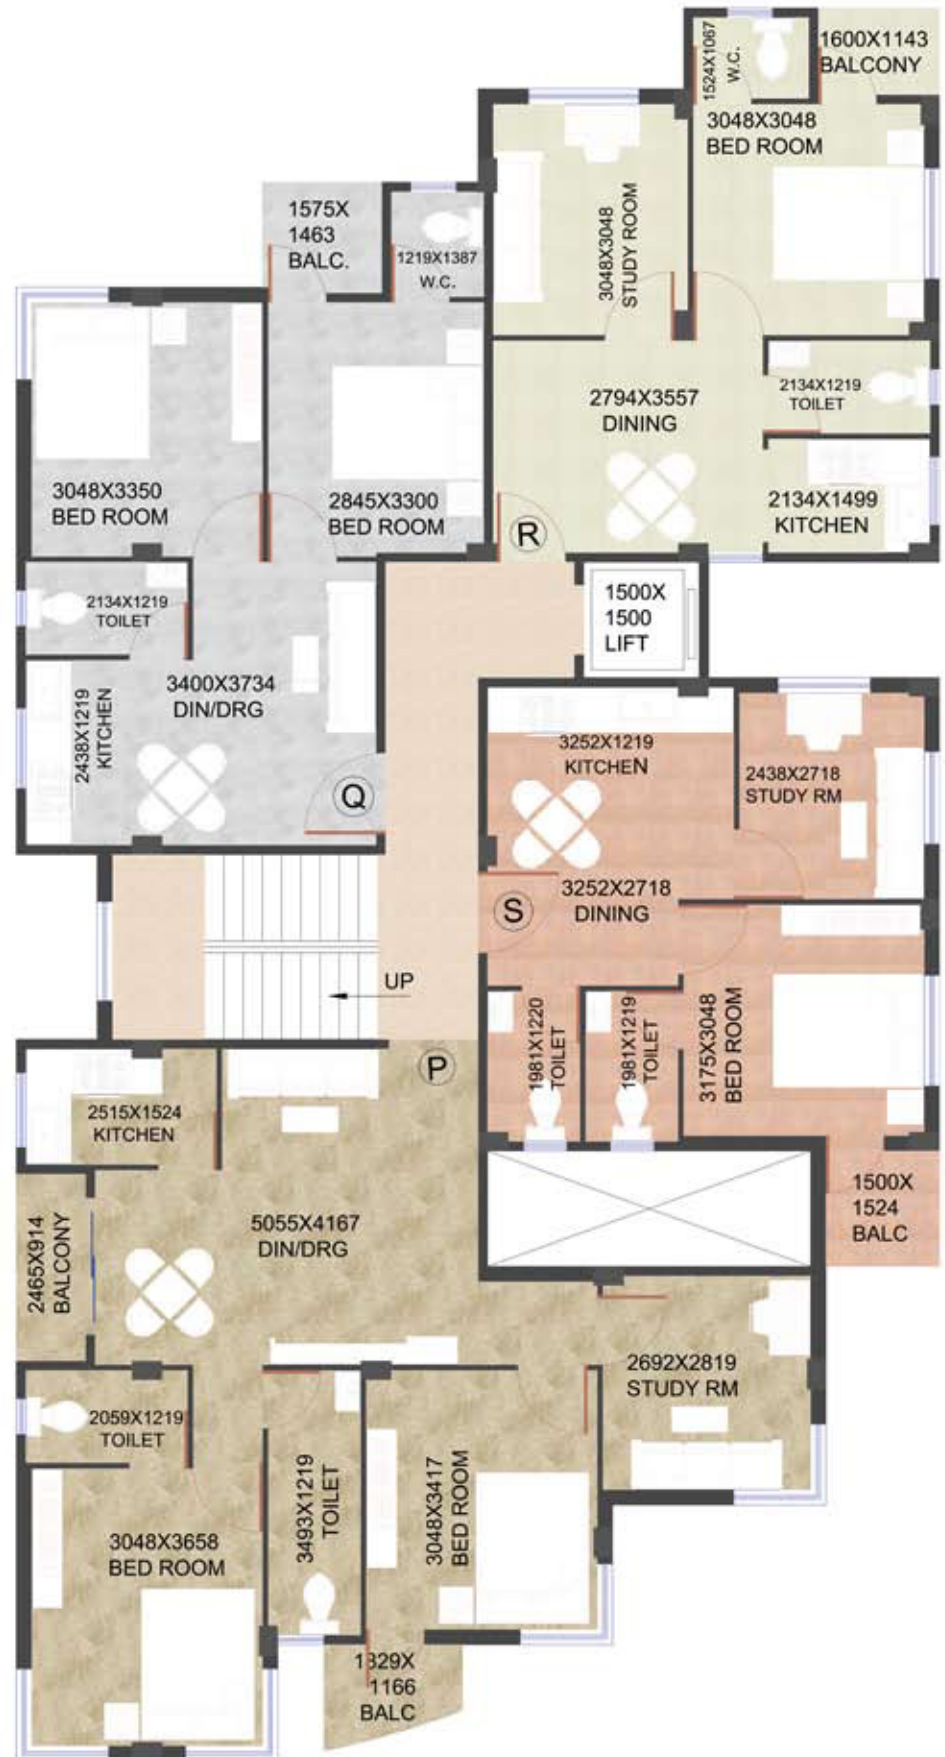 1524X1067
W.C.
1600X1143
BALCONY
3048X3048
BED ROOM
3048X3048
STUDY ROOM
1575X
1463
BALC.
1219X1387
W.C.
2794X3557
DINING
2134X1219
TOILET
3048X3350
BED ROOM
2845X3300
BED ROOM
2134X1499
KITCHEN
R
2134X1219
TOILET
1500X
1500
LIFT
3400X3734
DIN/DRG
2438X1219
KITCHEN
Q
3252X1219
KITCHEN
2438X2718
STUDY RM
3252X2718
DINING
S
UP
1981X1220
TOILET
1981X1219
TOILET
3175X3048
BED ROOM
P
2515X1524
KITCHEN
1500X
1524
BALC
2465X914
BALCONY
5055X4167
DIN/DRG
2692X2819
STUDY RM
2059X1219
TOILET
3493X1219
TOILET
3048X3417
BED ROOM
3048X3658
BED ROOM
1829X
1166
BALC